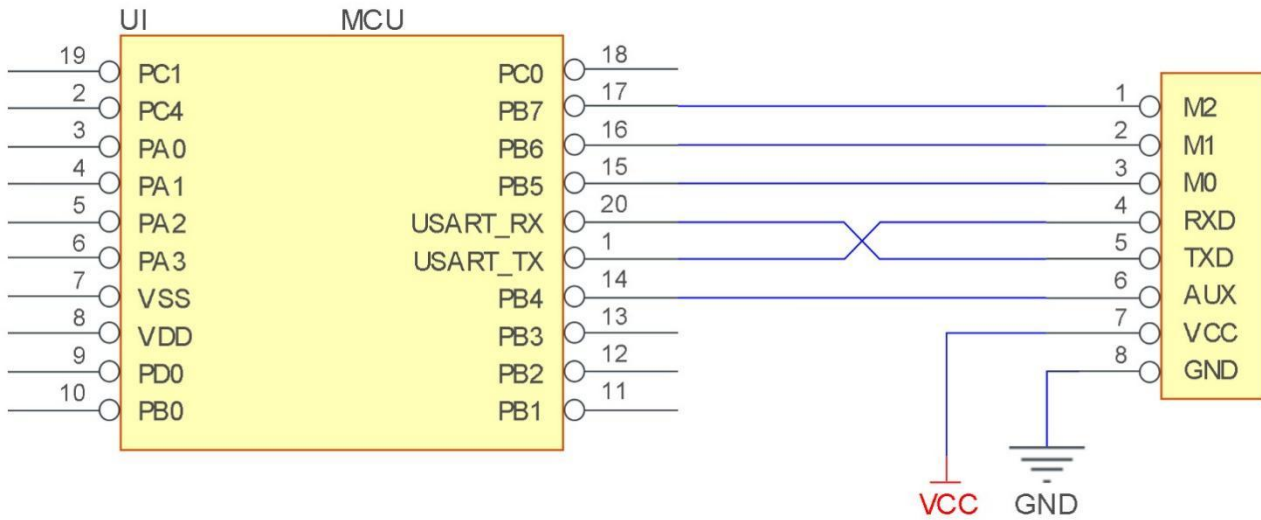 UI MCU
19 PC1 PC0 18
2 PC4 PB7 17 1 M2
3 PA0 PB6 16 2 M1
4 PA1 PB5 15 3 M0
5 PA2 USART_RX 20 4 RXD
6 PA3 USART_TX 1 5 TXD
7 VSS PB4 14 6 AUX
8 VDD PB3 13 7 VCC
9 PD0 PB2 12 8 GND
10 PB0 PB1 11
VCC GND